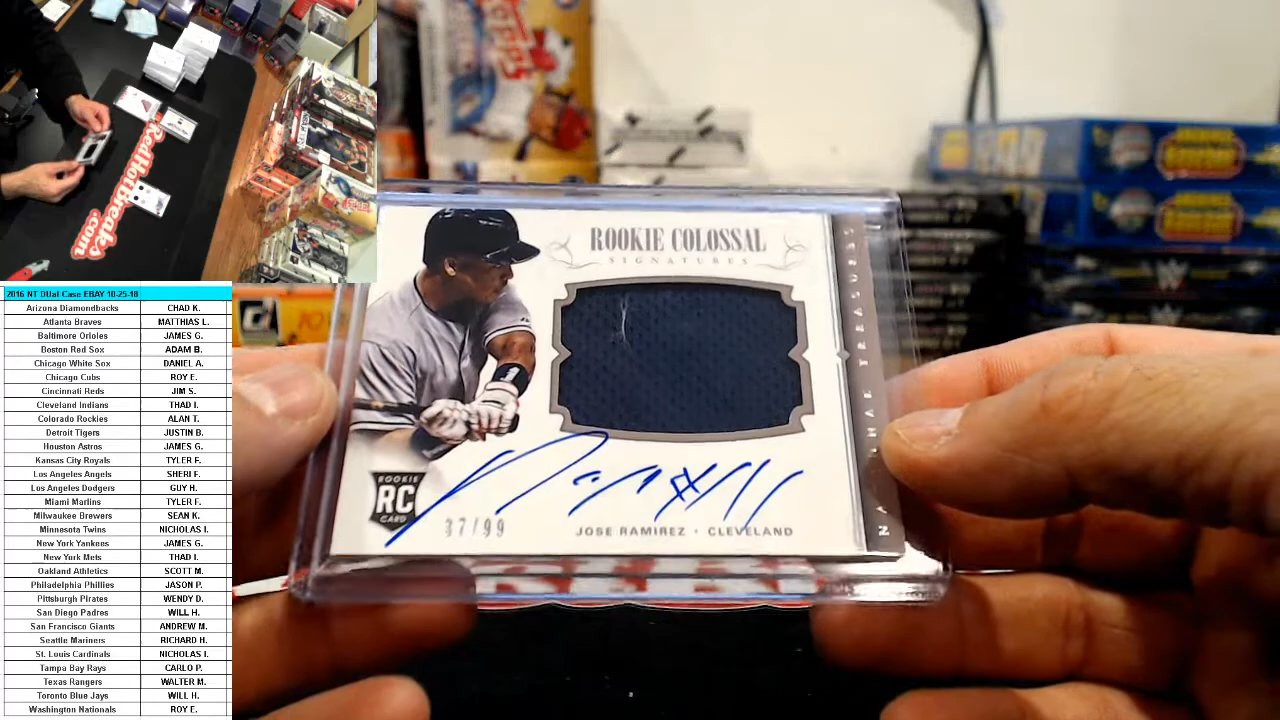 2016 NT DUal Case EBAY 10-25-18
Arizona Diamondbacks CHAD K.
Atlanta Braves MATTHIAS L.
Baltimore Orioles JAMES G.
Boston Red Sox ADAM B.
Chicago White Sox DANIEL A.
Chicago Cubs ROY E.
Cincinnati Reds JIM S.
Cleveland Indians THAD I.
Colorado Rockies ALAN T.
Detroit Tigers JUSTIN B.
Houston Astros JAMES G.
Kansas City Royals TYLER F.
Los Angeles Angels SHERI F.
Los Angeles Dodgers GUY H.
Miami Marlins TYLER F.
Milwaukee Brewers SEAN K.
Minnesota Twins NICHOLAS I.
New York Yankees JAMES G.
New York Mets THAD I.
Oakland Athletics SCOTT M.
Philadelphia Phillies JASON P.
Pittsburgh Pirates WENDY D.
San Diego Padres WILL H.
San Francisco Giants ANDREW M.
Seattle Mariners RICHARD H.
St. Louis Cardinals NICHOLAS I.
Tampa Bay Rays CARLO P.
Texas Rangers WALTER M.
Toronto Blue Jays WILL H.
Washington Nationals ROY E.
RedHotBreaks
.com
Topps
ROOKIE COLOSSAL
SIGNATURES
ROOKIE
RC
CARD
37/99
JOSE RAMIREZ • CLEVELAND
NATIONAL TREASURES